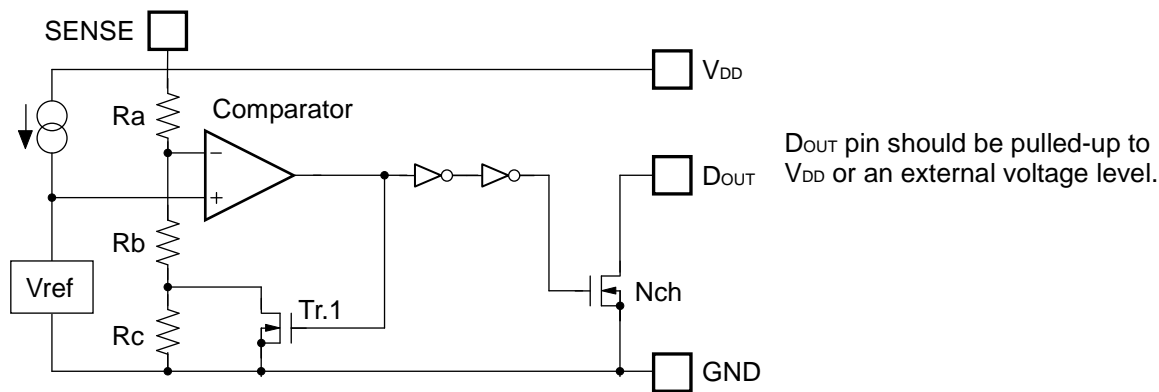 SENSE
VDD
Ra
Comparator
−
+
DOUT
DOUT pin should be pulled-up to
VDD or an external voltage level.
Rb
Vref
Tr.1
Nch
Rc
GND